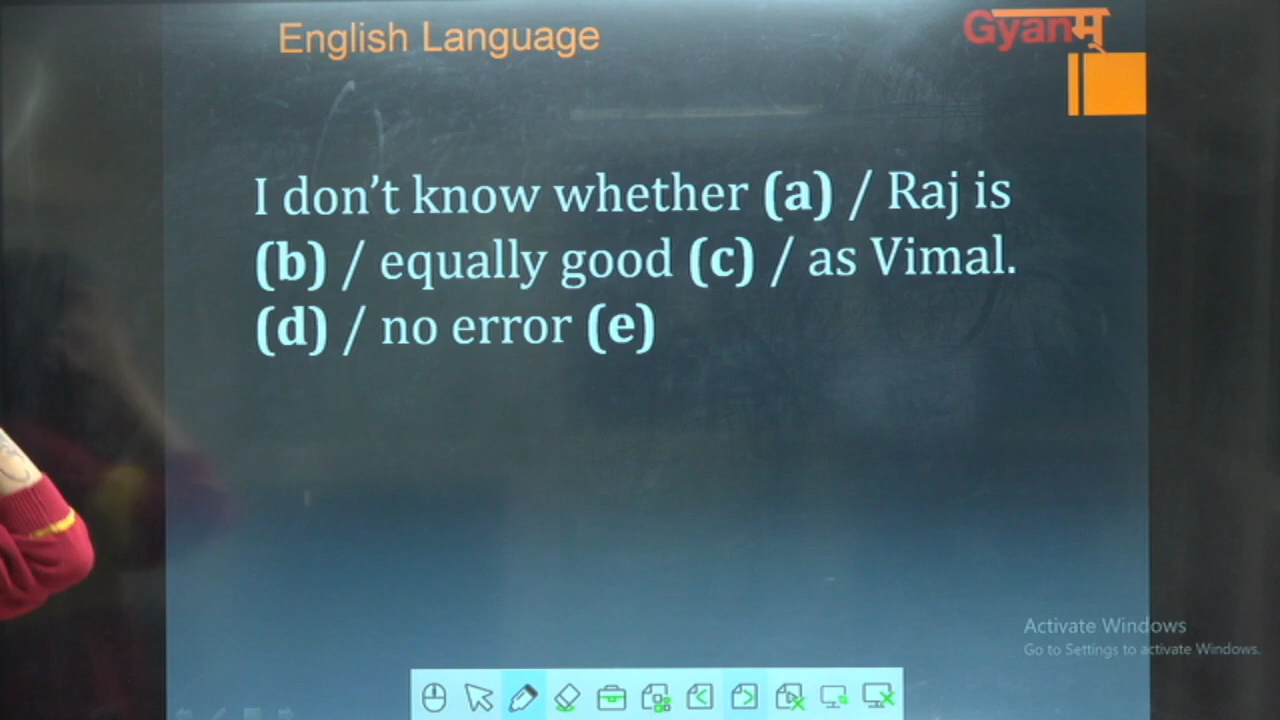 English Language
Gyanम्
I don't know whether (a) / Raj is
(b) / equally good (c) / as Vimal.
(d) / no error (e)
Activate Windows
Go to Settings to activate Windows.